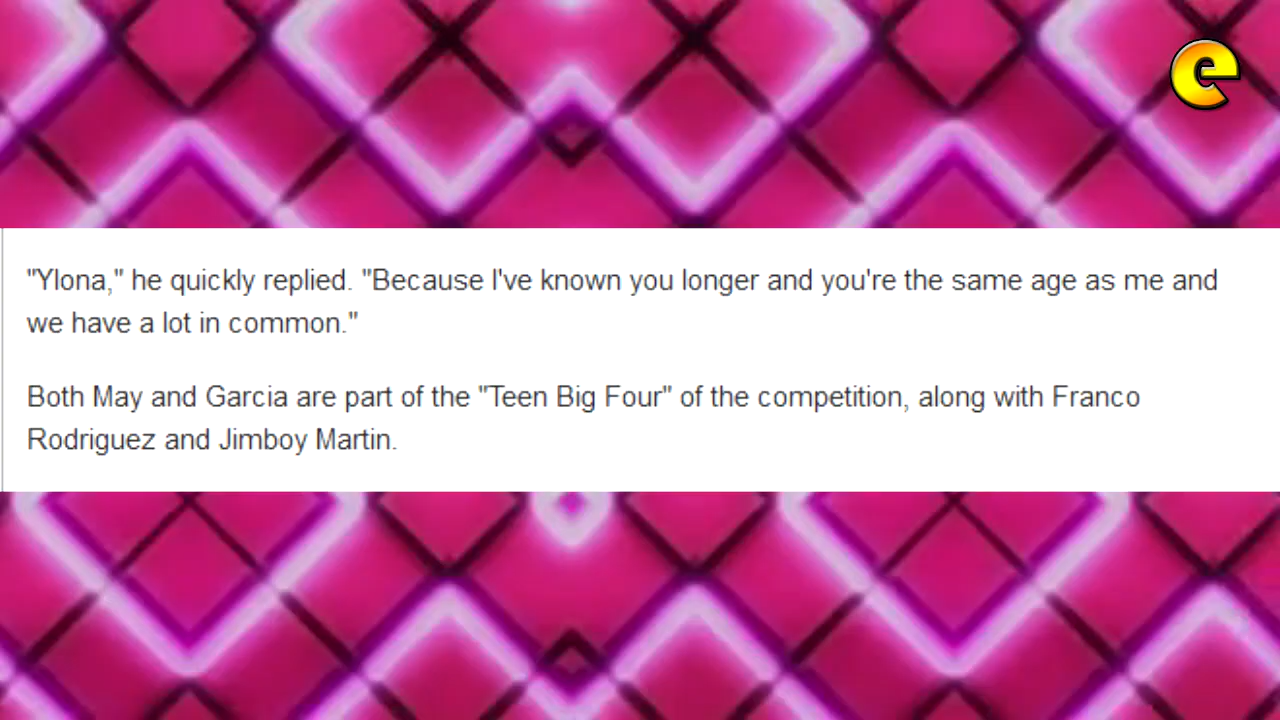 e
"Ylona," he quickly replied. "Because I've known you longer and you're the same age as me and
we have a lot in common."
Both May and Garcia are part of the "Teen Big Four" of the competition, along with Franco
Rodriguez and Jimboy Martin.